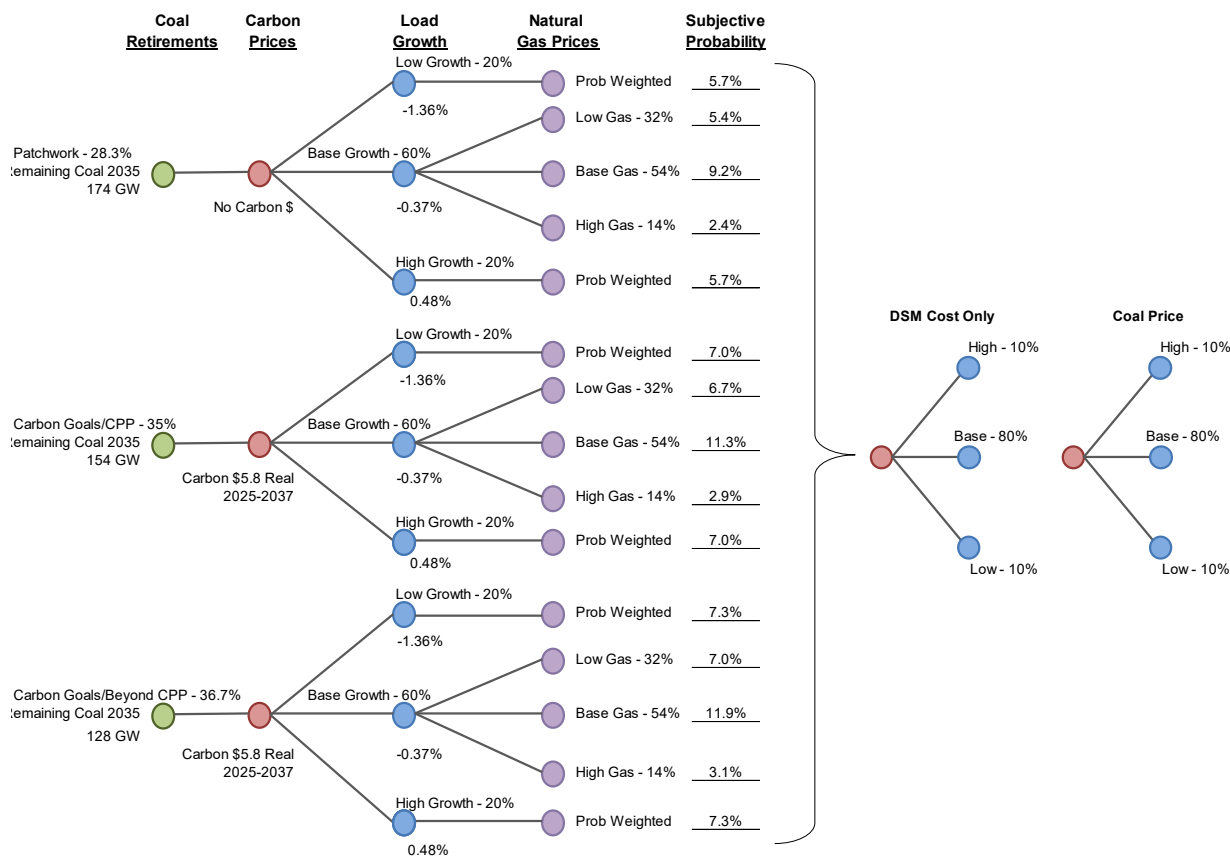 Coal Retirements
Carbon Prices
Load Growth
Natural Gas Prices
Subjective Probability
Low Growth - 20%
Prob Weighted 5.7%
-1.36%
Low Gas - 32% 5.4%
Patchwork - 28.3%
Base Growth - 60%
Remaining Coal 2035
Base Gas - 54% 9.2%
174 GW
No Carbon $
-0.37%
High Gas - 14% 2.4%
High Growth - 20%
Prob Weighted 5.7%
0.48%
DSM Cost Only
Coal Price
Low Growth - 20%
High - 10%
High - 10%
Prob Weighted 7.0%
-1.36%
Low Gas - 32% 6.7%
Carbon Goals/CPP - 35%
Base Growth - 60%
Remaining Coal 2035
Base Gas - 54% 11.3%
Base - 80%
Base - 80%
154 GW
Carbon $5.8 Real
2025-2037
-0.37%
High Gas - 14% 2.9%
High Growth - 20%
Prob Weighted 7.0%
0.48%
Low - 10%
Low - 10%
Low Growth - 20%
Prob Weighted 7.3%
-1.36%
Low Gas - 32% 7.0%
Carbon Goals/Beyond CPP - 36.7%
Base Growth - 60%
Remaining Coal 2035
Base Gas - 54% 11.9%
128 GW
Carbon $5.8 Real
2025-2037
-0.37%
High Gas - 14% 3.1%
High Growth - 20%
Prob Weighted 7.3%
0.48%